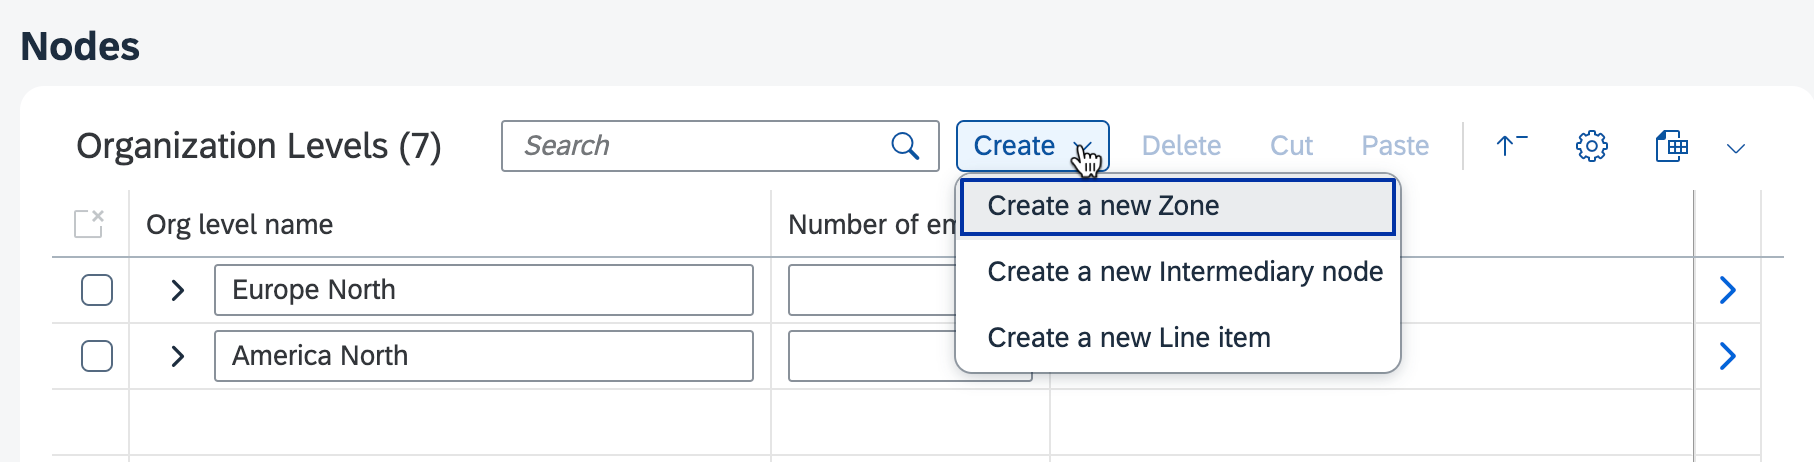 Nodes
Organization Levels (7)
Search
Create
Delete
Cut
Paste
Create a new Zone
Create a new Intermediary node
Create a new Line item
Org level name
Number of
Europe North
America North